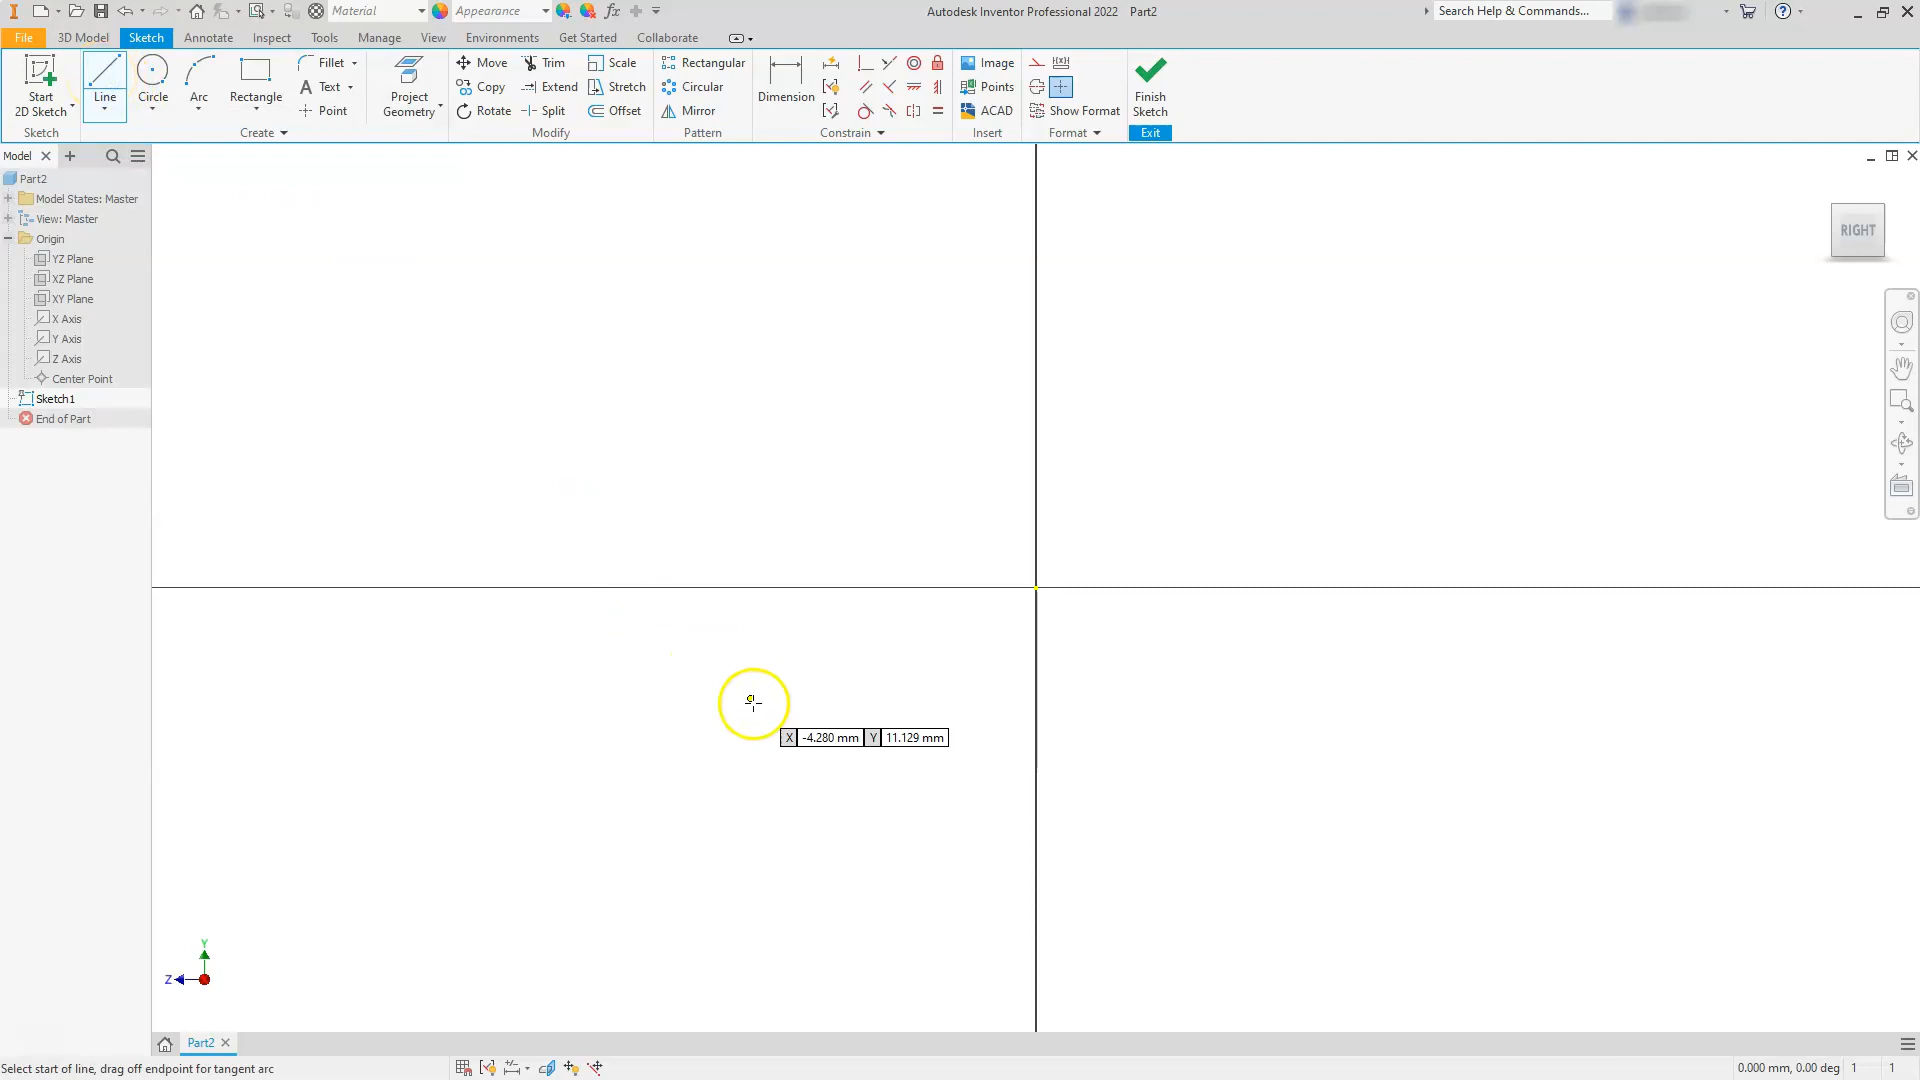 Material Appearance fx Autodesk Inventor Professional 2022 Part2 Search Help & Commands...
File 3D Model Sketch Annotate Inspect Tools Manage View Environments Get Started Collaborate
Start 2D Sketch
Line
Circle
Arc
Rectangle
Fillet
Text
Point
Project Geometry
Move
Copy
Rotate
Trim
Extend
Split
Scale
Stretch
Offset
Rectangular
Circular
Mirror
Dimension
Image
Points
ACAD
Show Format
Finish Sketch
Sketch Create Modify Pattern Constrain Insert Format Exit
Model
Part2
Model States: Master
View: Master
Origin
YZ Plane
XZ Plane
XY Plane
X Axis
Y Axis
Z Axis
Center Point
Sketch1
End of Part
RIGHT
X -4.280 mm Y 11.129 mm
Y
Z
Part2
Select start of line, drag off endpoint for tangent arc
0.000 mm, 0.00 deg 1 1